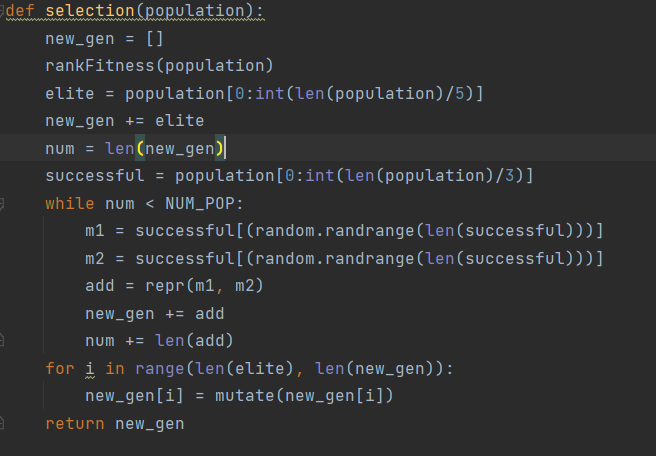 def selection(population):
    new_gen = []
    rankFitness(population)
    elite = population[0:int(len(population)/5)]
    new_gen += elite
    num = len(new_gen)
    successful = population[0:int(len(population)/3)]
    while num < NUM_POP:
        m1 = successful[(random.randrange(len(successful)))]
        m2 = successful[(random.randrange(len(successful)))]
        add = repr(m1, m2)
        new_gen += add
        num += len(add)
    for i in range(len(elite), len(new_gen)):
        new_gen[i] = mutate(new_gen[i])
    return new_gen